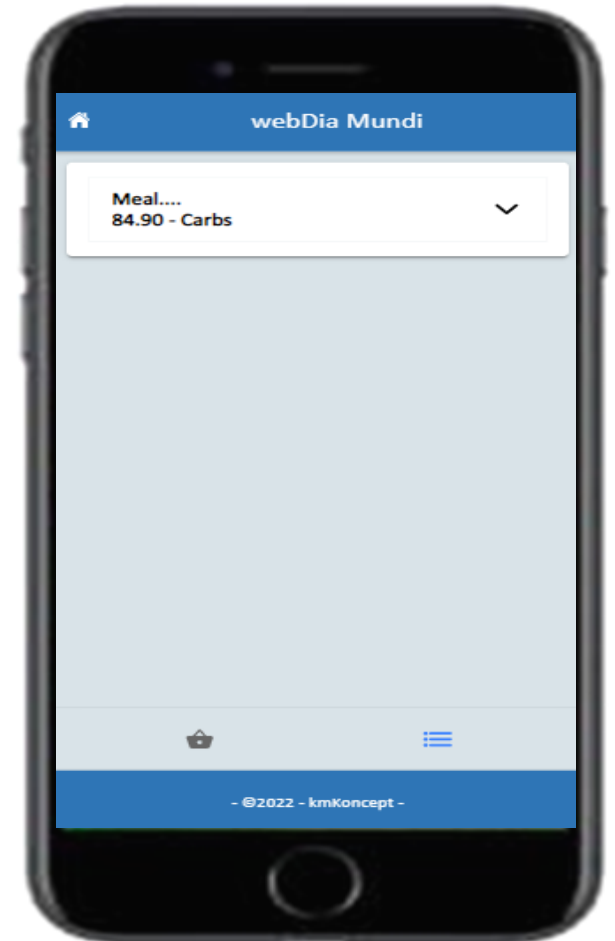 webDia Mundi
Meal....
84.90 - Carbs
- ©2022 - kmKoncept -